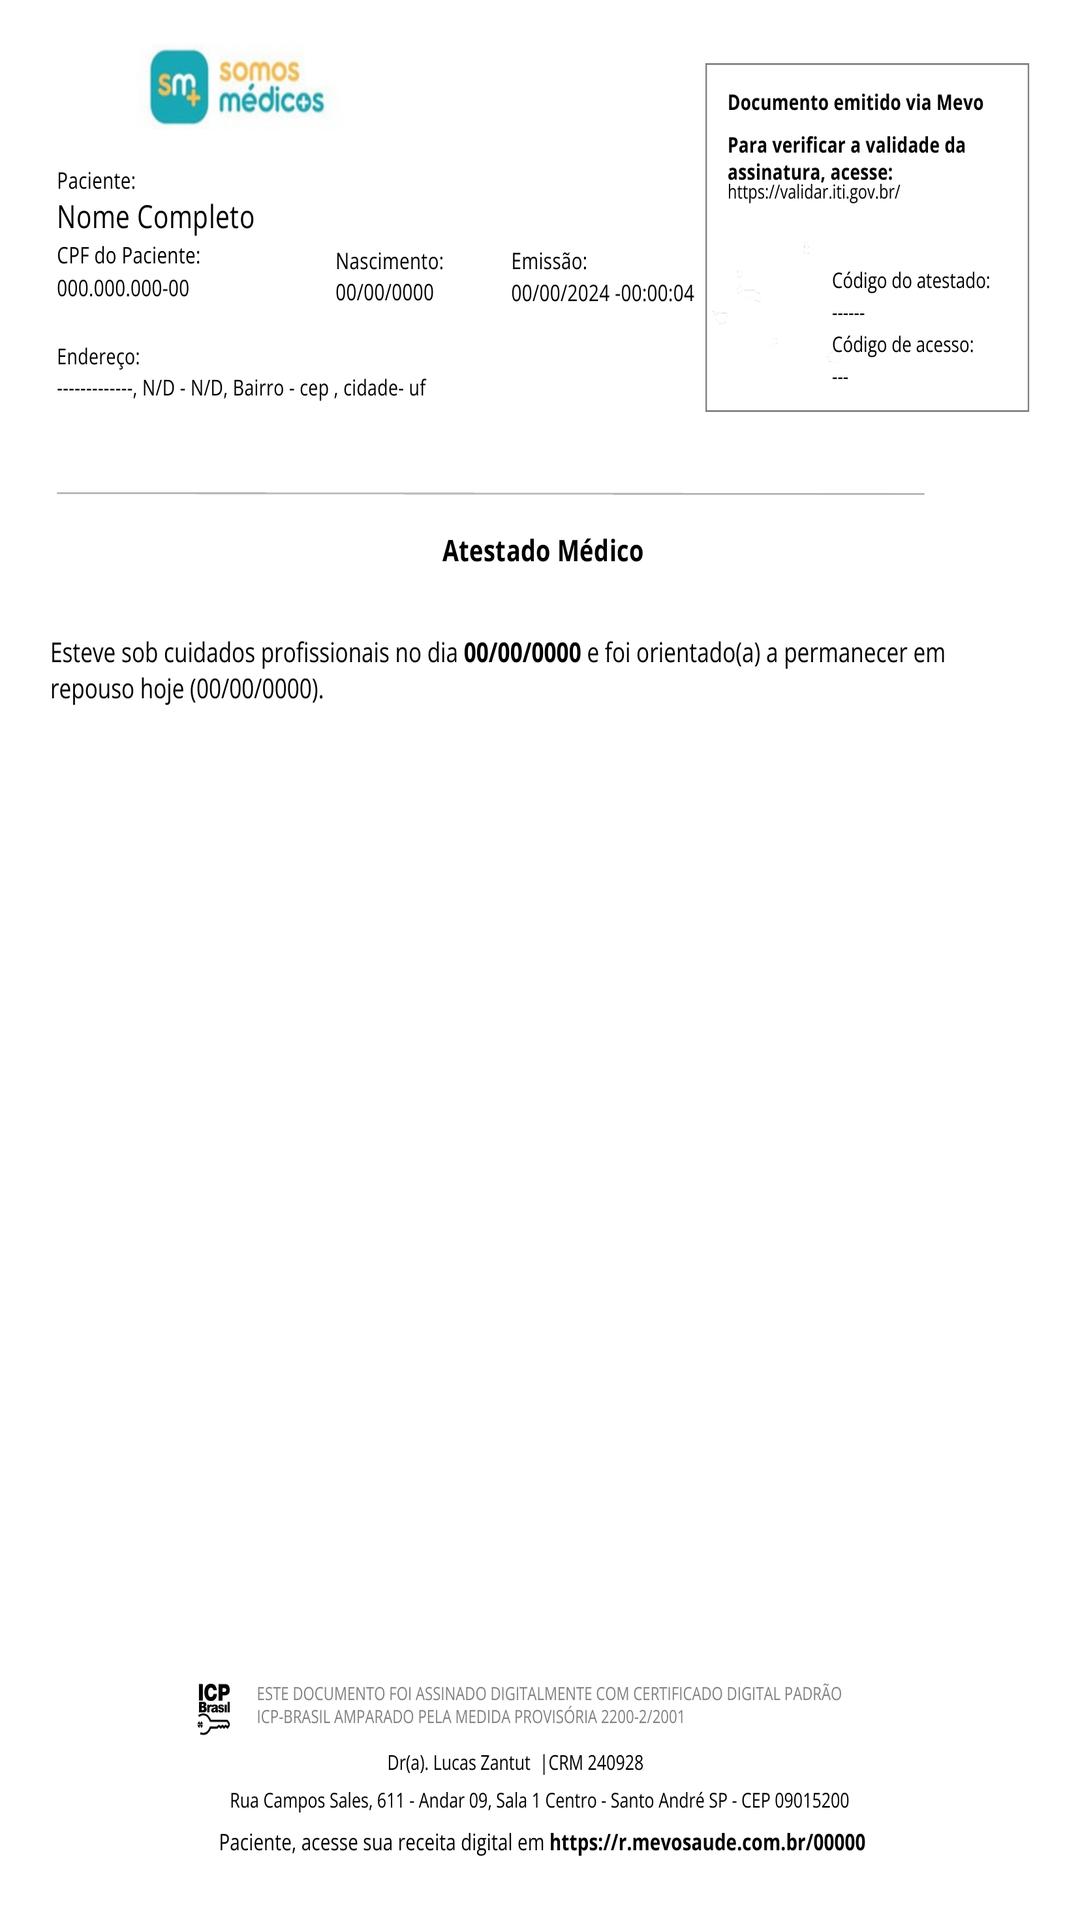 sm+ somos
médicos
Documento emitido via Mevo
Para verificar a validade da
assinatura, acesse:
https://validar.iti.gov.br/
Paciente:
Nome Completo
CPF do Paciente:
000.000.000-00
Nascimento:
00/00/0000
Emissão:
00/00/2024 -00:00:04
Código do atestado:
------
Código de acesso:
---
Endereço:
-------------, N/D - N/D, Bairro - cep , cidade- uf
Atestado Médico
Esteve sob cuidados profissionais no dia 00/00/0000 e foi orientado(a) a permanecer em
repouso hoje (00/00/0000).
ICP
Brasil
ESTE DOCUMENTO FOI ASSINADO DIGITALMENTE COM CERTIFICADO DIGITAL PADRÃO
ICP-BRASIL AMPARADO PELA MEDIDA PROVISÓRIA 2200-2/2001
Dr(a). Lucas Zantut |CRM 240928
Rua Campos Sales, 611 - Andar 09, Sala 1 Centro - Santo André SP - CEP 09015200
Paciente, acesse sua receita digital em https://r.mevosaude.com.br/00000